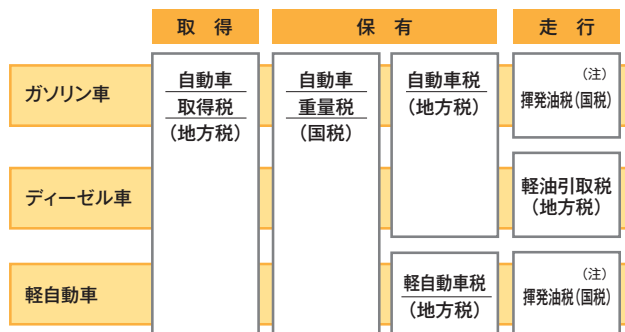 取 得
保 有
走 行
ガソリン車
自動車
取得税
(地方税)
自動車
重量税
(国税)
自動車税
(地方税)
(注)
揮発油税(国税)
ディーゼル車
軽油引取税
(地方税)
軽自動車
軽自動車税
(地方税)
(注)
揮発油税(国税)